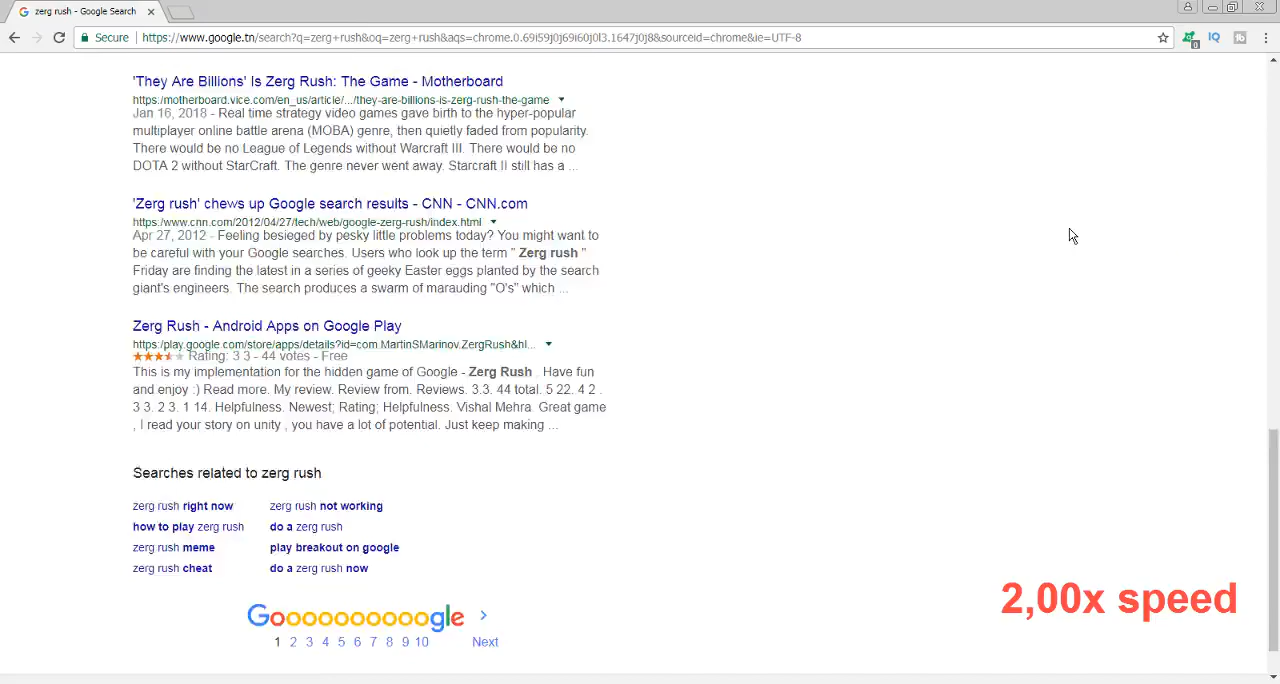 zerg rush - Google Search
Secure https://www.google.tn/search?q=zerg+rush&oq=zerg+rush&aqs=chrome.0.69i59j0j69i60j0l3.1647j0j8&sourceid=chrome&ie=UTF-8
0 IQ
'They Are Billions' Is Zerg Rush: The Game - Motherboard
https:/motherboard.vice.com/en_us/article/.../they-are-billions-is-zerg-rush-the-game
Jan 16, 2018 - Real time strategy video games gave birth to the hyper-popular
multiplayer online battle arena (MOBA) genre, then quietly faded from popularity.
There would be no League of Legends without Warcraft III. There would be no
DOTA 2 without StarCraft. The genre never went away. Starcraft II still has a ...
'Zerg rush' chews up Google search results - CNN - CNN.com
https:/www.cnn.com/2012/04/27/tech/web/google-zerg-rush/index.html
Apr 27, 2012 - Feeling besieged by pesky little problems today? You might want to
be careful with your Google searches. Users who look up the term " Zerg rush "
Friday are finding the latest in a series of geeky Easter eggs planted by the search
giant's engineers. The search produces a swarm of marauding "O's" which ...
Zerg Rush - Android Apps on Google Play
https:/play.google.com/store/apps/details?id=com.MartinSMarinov.ZergRush&hl...
Rating: 3 3 - 44 votes - Free
This is my implementation for the hidden game of Google - Zerg Rush . Have fun
and enjoy :) Read more. My review. Review from. Reviews. 3.3. 44 total. 5 22. 4 2 .
3 3. 2 3. 1 14. Helpfulness. Newest; Rating; Helpfulness. Vishal Mehra. Great game
, I read your story on unity , you have a lot of potential. Just keep making ...
Searches related to zerg rush
zerg rush right now zerg rush not working
how to play zerg rush do a zerg rush
zerg rush meme play breakout on google
zerg rush cheat do a zerg rush now
2,00x speed
Goooooooooogle >
1 2 3 4 5 6 7 8 9 10 Next